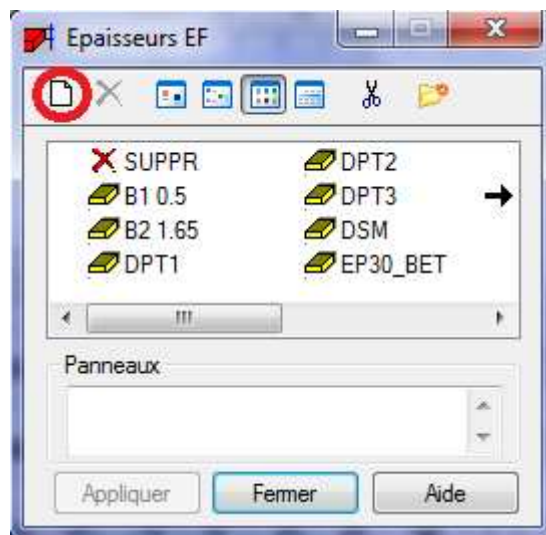 Epaisseurs EF
SUPPR DPT2
B1 0.5 DPT3
B2 1.65 DSM
DPT1 EP30_BET
Panneaux
Appliquer Fermer Aide